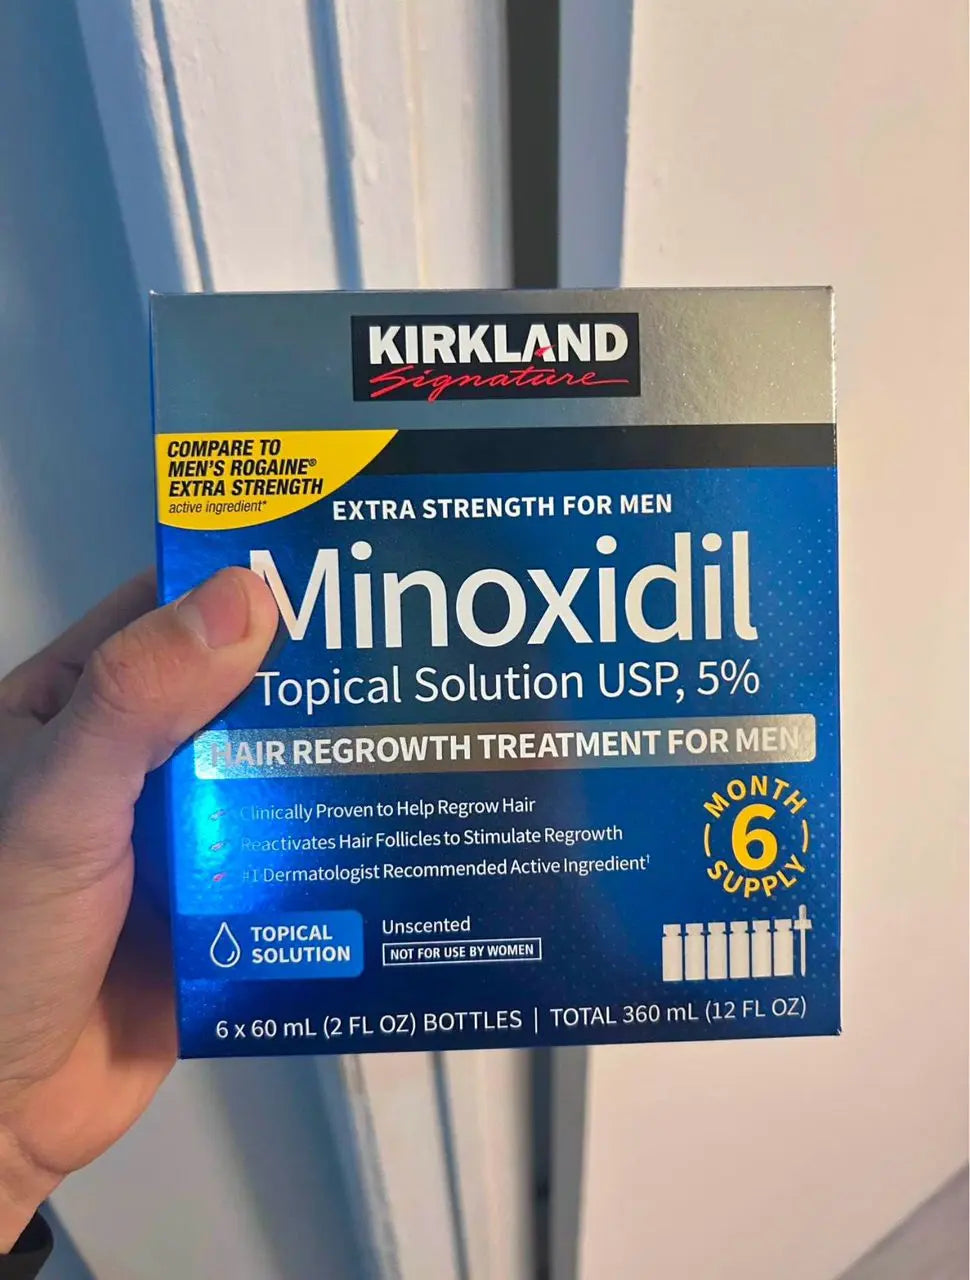 KIRKLAND
Signature
COMPARE TO
MEN'S ROGAINE®
EXTRA STRENGTH
active ingredient*
EXTRA STRENGTH FOR MEN
Minoxidil
Topical Solution USP, 5%
HAIR REGROWTH TREATMENT FOR MEN
Clinically Proven to Help Regrow Hair
Reactivates Hair Follicles to Stimulate Regrowth
#1 Dermatologist Recommended Active Ingredient†
MONTH
6
SUPPLY
TOPICAL
SOLUTION
Unscented
NOT FOR USE BY WOMEN
6 x 60 mL (2 FL OZ) BOTTLES | TOTAL 360 mL (12 FL OZ)